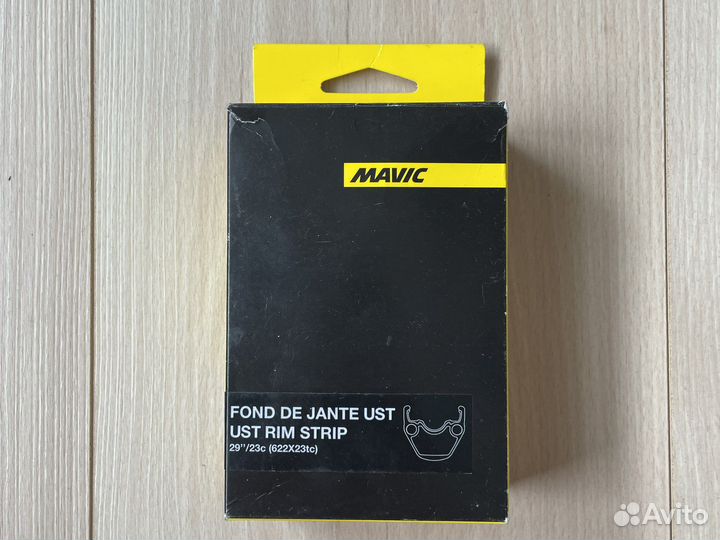 MAVIC
FOND DE JANTE UST
UST RIM STRIP
29"/23c (622X23tc)
Avito